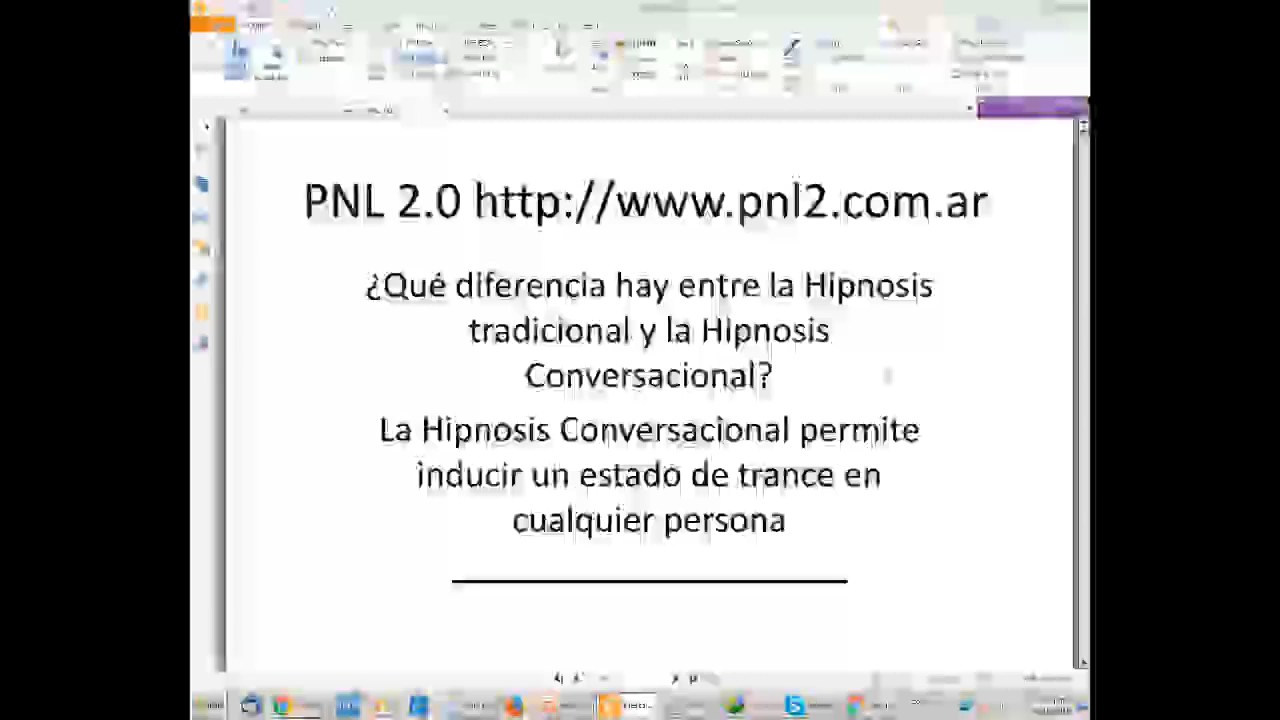 PNL 2.0 http://www.pnl2.com.ar
¿Qué diferencia hay entre la Hipnosis
tradicional y la Hipnosis
Conversacional?
La Hipnosis Conversacional permite
inducir un estado de trance en
cualquier persona